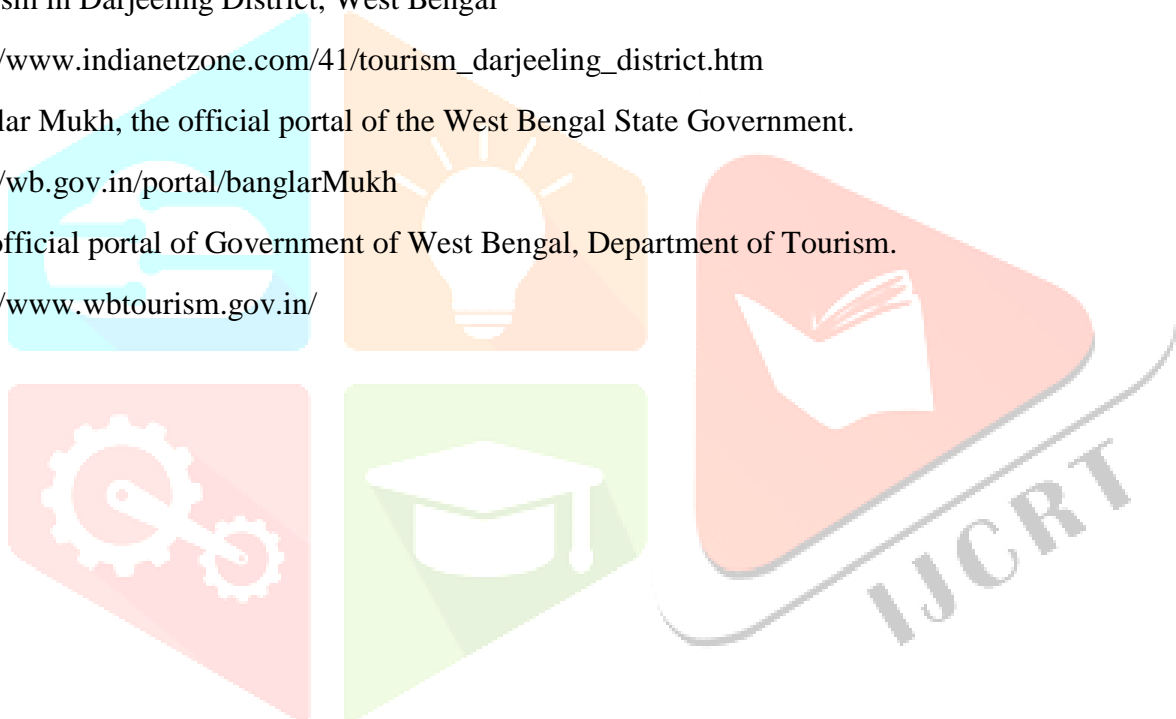 sm in Darjeeling District, West Bengal
/www.indianetzone.com/41/tourism_darjeeling_district.htm
lar Mukh, the official portal of the West Bengal State Government.
/wb.gov.in/portal/banglarMukh
official portal of Government of West Bengal, Department of Tourism.
/www.wbtourism.gov.in/
IJCRT